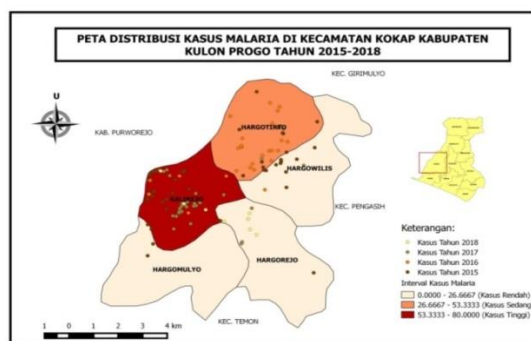 PETA DISTRIBUSI KASUS MALARIA DI KECAMATAN KOKAP KABUPATEN
KULON PROGO TAHUN 2015-2018
KEC. GIRIMULYO
U
KAB. PURWOREJO
HARGOTIRTO
HARGOWILIS
KEC. PENGASIH
HARGOMULYO
HARGOREJO
KEC. TEMON
1 0 1 2 3 4 km
Keterangan:
Kasus Tahun 2018
Kasus Tahun 2017
Kasus Tahun 2016
Kasus Tahun 2015
Interval Kasus Malaria
0.0000 - 26.6667 (Kasus Rendah)
26.6667 - 53.3333 (Kasus Sedang)
53.3333 - 80.0000 (Kasus Tinggi)